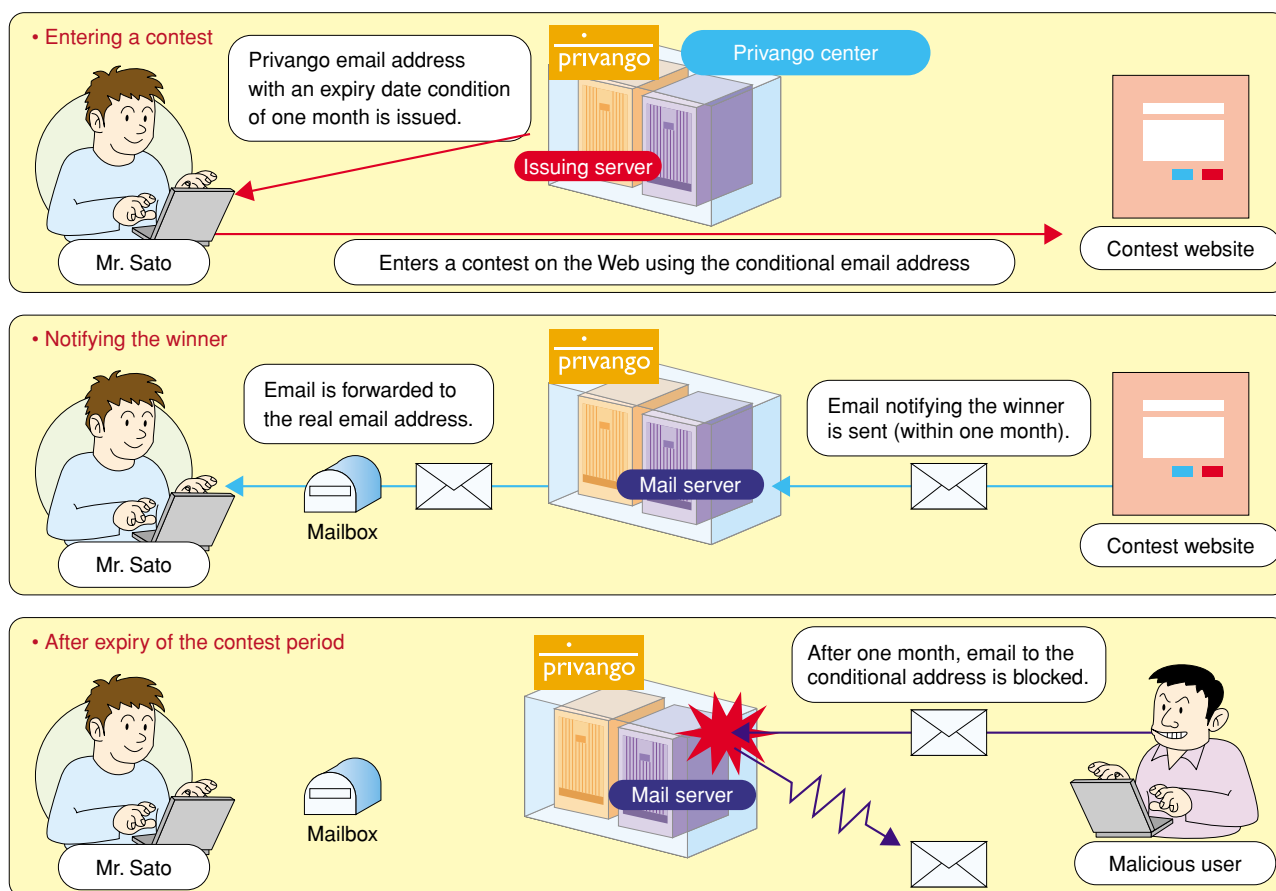 • Entering a contest
Privango email address
with an expiry date condition
of one month is issued.
privango
Privango center
Issuing server
Mr. Sato
Enters a contest on the Web using the conditional email address
Contest website
• Notifying the winner
Email is forwarded to
the real email address.
privango
Email notifying the winner
is sent (within one month).
Mail server
Mailbox
Mr. Sato
Contest website
• After expiry of the contest period
privango
After one month, email to the
conditional address is blocked.
Mail server
Mailbox
Mr. Sato
Malicious user